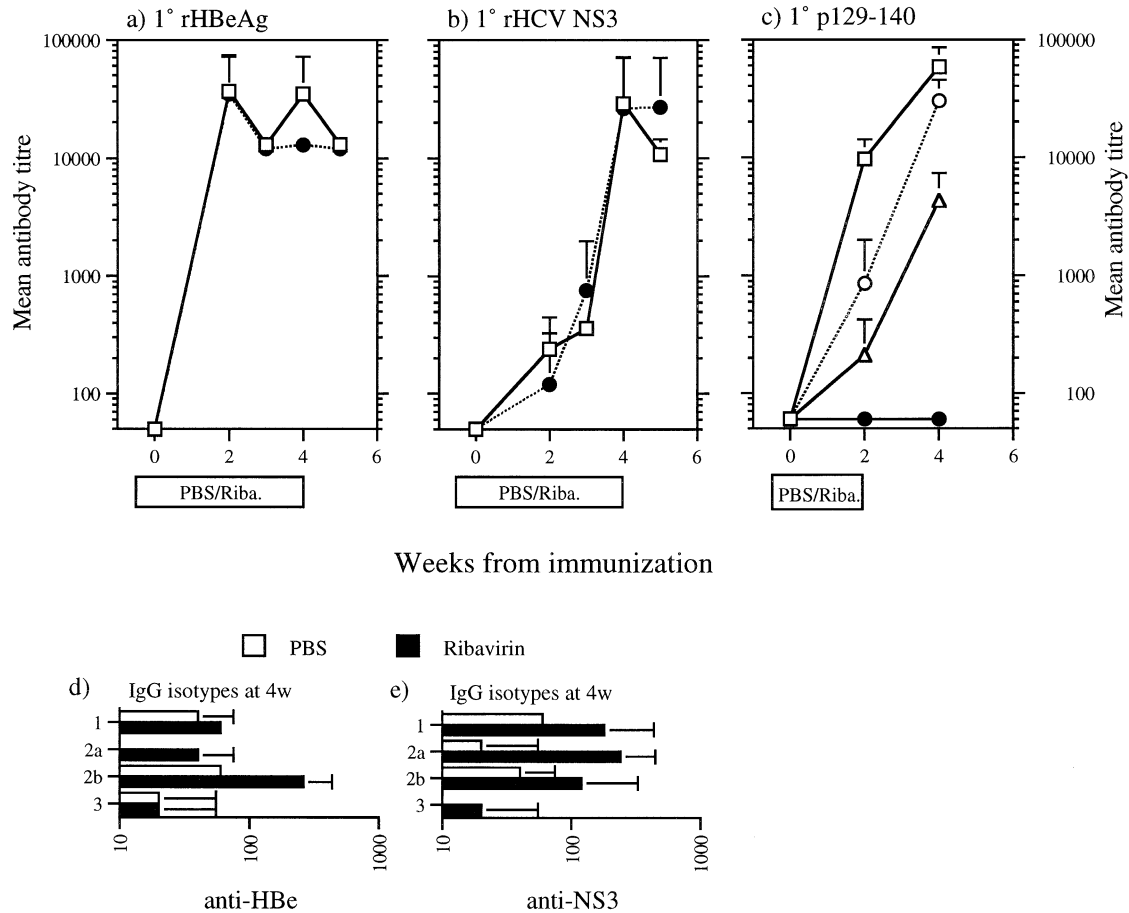 a) 1˚ rHBeAg
b) 1˚ rHCV NS3
c) 1˚ p129-140
Mean antibody titre
100000
10000
1000
100
0 2 4 6
0 2 4 6
0 2 4 6
100000
10000
1000
100
Mean antibody titre
PBS/Riba.
PBS/Riba.
PBS/Riba.
Weeks from immunization
PBS
Ribavirin
d) IgG isotypes at 4w
1
2a
2b
3
10 100 1000
anti-HBe
e) IgG isotypes at 4w
1
2a
2b
3
10 100 1000
anti-NS3